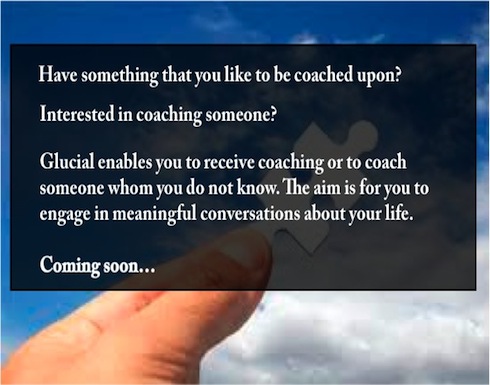 Have something that you like to be coached upon?
Interested in coaching someone?
Glucial enables you to receive coaching or to coach
someone whom you do not know. The aim is for you to
engage in meaningful conversations about your life.
Coming soon...